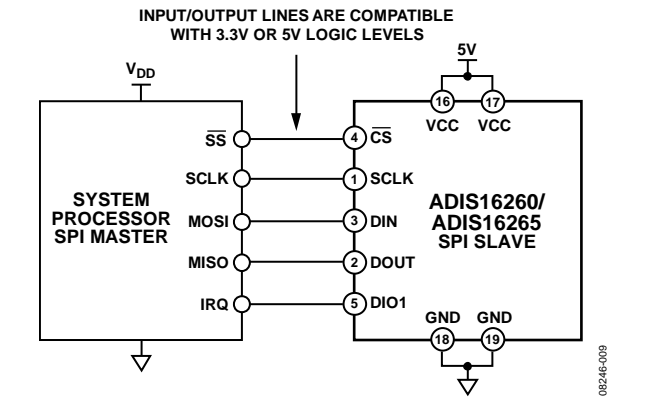 INPUT/OUTPUT LINES ARE COMPATIBLE
WITH 3.3V OR 5V LOGIC LEVELS
5V
VDD
16
17
VCC
VCC
SS
4
CS
SCLK
1
SCLK
SYSTEM
PROCESSOR
SPI MASTER
MOSI
3
DIN
ADIS16260/
ADIS16265
SPI SLAVE
MISO
2
DOUT
IRQ
5
DIO1
GND
GND
18
19
08246-009